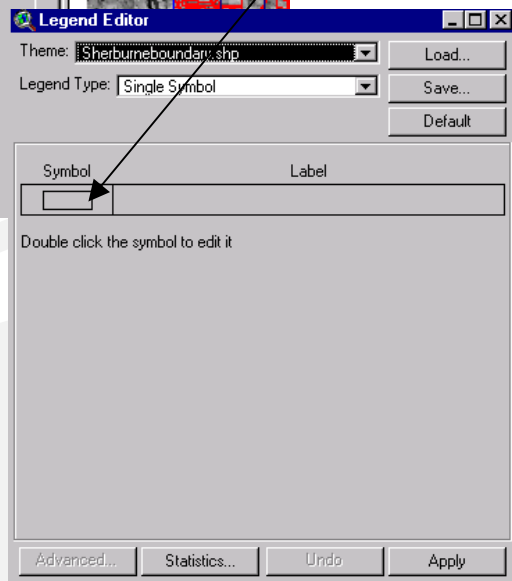 Legend Editor
Theme: Sherburneboundary.shp Load...
Legend Type: Single Symbol Save...
Default
Symbol Label
Double click the symbol to edit it
Advanced... Statistics... Undo Apply